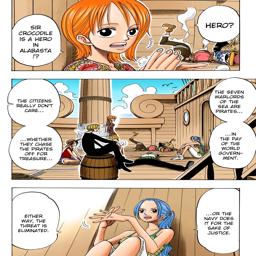 HERO?
SIR
CROCODILE
IS A HERO
IN
ALABASTA
!?
THE SEVEN
WARLORDS
OF THE
SEA ARE
PIRATES...
...IN THE
PAY OF
THE WORLD
GOVERN-
MENT.
THE CITIZENS
REALLY DON'T
CARE...
...WHETHER
THEY CHASE
THE PIRATES
OFF FOR
TREASURE...
...OR THE
NAVY DOES
IT FOR THE
SAKE OF
JUSTICE.
EITHER WAY,
THE THREAT IS
ELIMINATED.